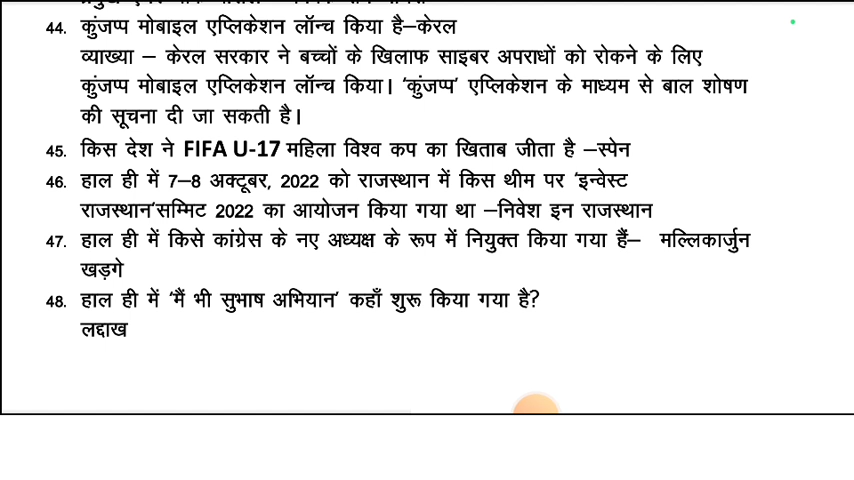 44. कुंजप्प मोबाइल एप्लिकेशन लॉन्च किया है–केरल
व्याख्या – केरल सरकार ने बच्चों के खिलाफ साइबर अपराधों को रोकने के लिए
कुंजप्प मोबाइल एप्लिकेशन लॉन्च किया। 'कुंजप्प' एप्लिकेशन के माध्यम से बाल शोषण
की सूचना दी जा सकती है।
45. किस देश ने FIFA U-17 महिला विश्व कप का खिताब जीता है –स्पेन
46. हाल ही में 7–8 अक्टूबर, 2022 को राजस्थान में किस थीम पर 'इन्वेस्ट
राजस्थान'सम्मिट 2022 का आयोजन किया गया था –निवेश इन राजस्थान
47. हाल ही में किसे कांग्रेस के नए अध्यक्ष के रूप में नियुक्त किया गया हैं– मल्लिकार्जुन
खड़गे
48. हाल ही में 'मैं भी सुभाष अभियान' कहाँ शुरू किया गया है?
लद्दाख